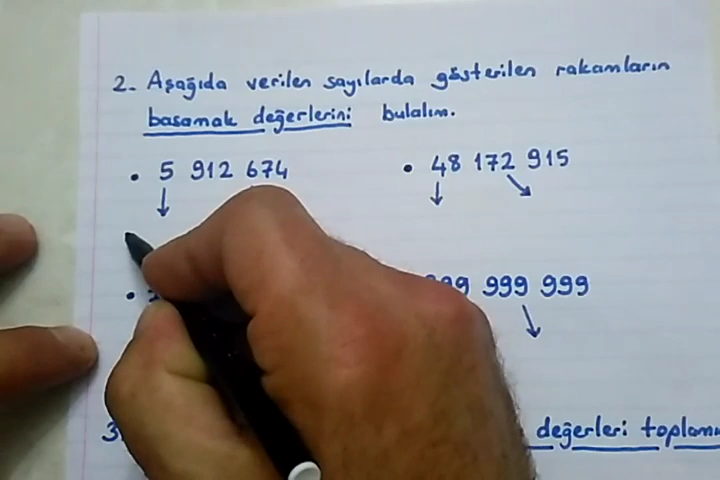 2- Aşağıda verilen sayılarda gösterilen rakamların
basamak değerlerini bulalım.
• 5 912 674
• 48 172 915
999 999 999
3. değerleri toplamı